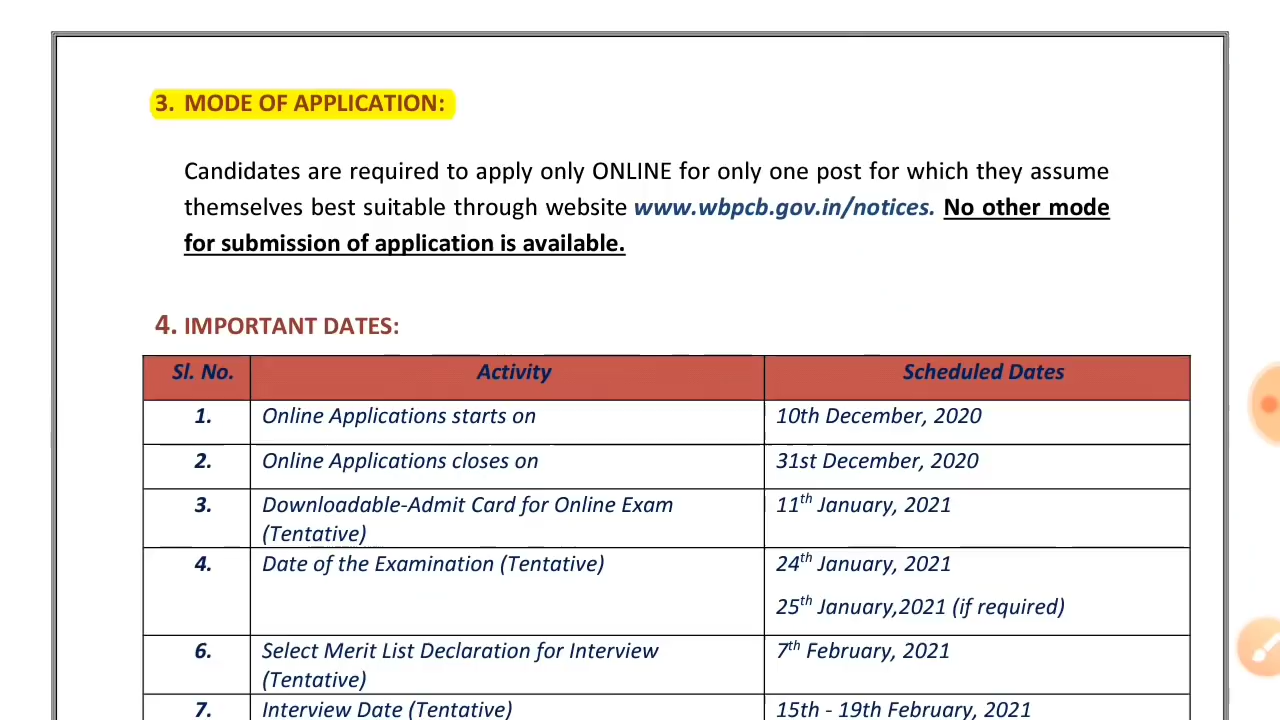 3. MODE OF APPLICATION:
Candidates are required to apply only ONLINE for only one post for which they assume
themselves best suitable through website www.wbpcb.gov.in/notices. No other mode
for submission of application is available.
4. IMPORTANT DATES:
Sl. No. Activity Scheduled Dates
1. Online Applications starts on 10th December, 2020
2. Online Applications closes on 31st December, 2020
3. Downloadable-Admit Card for Online Exam 11th January, 2021
(Tentative)
4. Date of the Examination (Tentative) 24th January, 2021
25th January,2021 (if required)
6. Select Merit List Declaration for Interview 7th February, 2021
(Tentative)
7. Interview Date (Tentative) 15th - 19th February, 2021